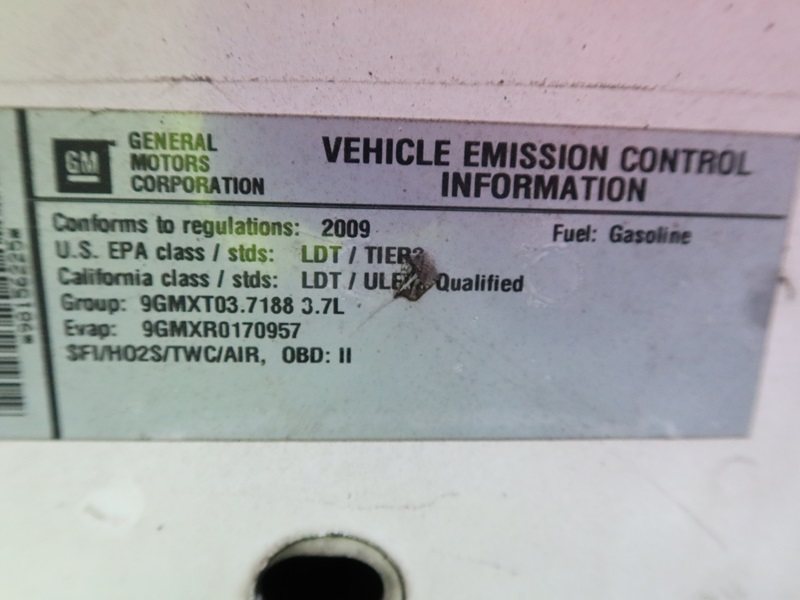 GM
GENERAL
MOTORS
CORPORATION
VEHICLE EMISSION CONTROL
INFORMATION
Conforms to regulations: 2009
Fuel: Gasoline
U.S. EPA class / stds: LDT / TIER2
California class / stds: LDT / Qualified
Group: 9GMXT03.7188 3.7L
Evap: 9GMXR0170957
SFI/HO2S/TWC/AIR, OBD: II